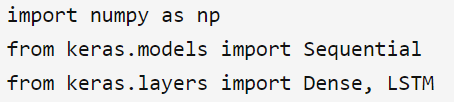 import numpy as np
from keras.models import Sequential
from keras.layers import Dense, LSTM